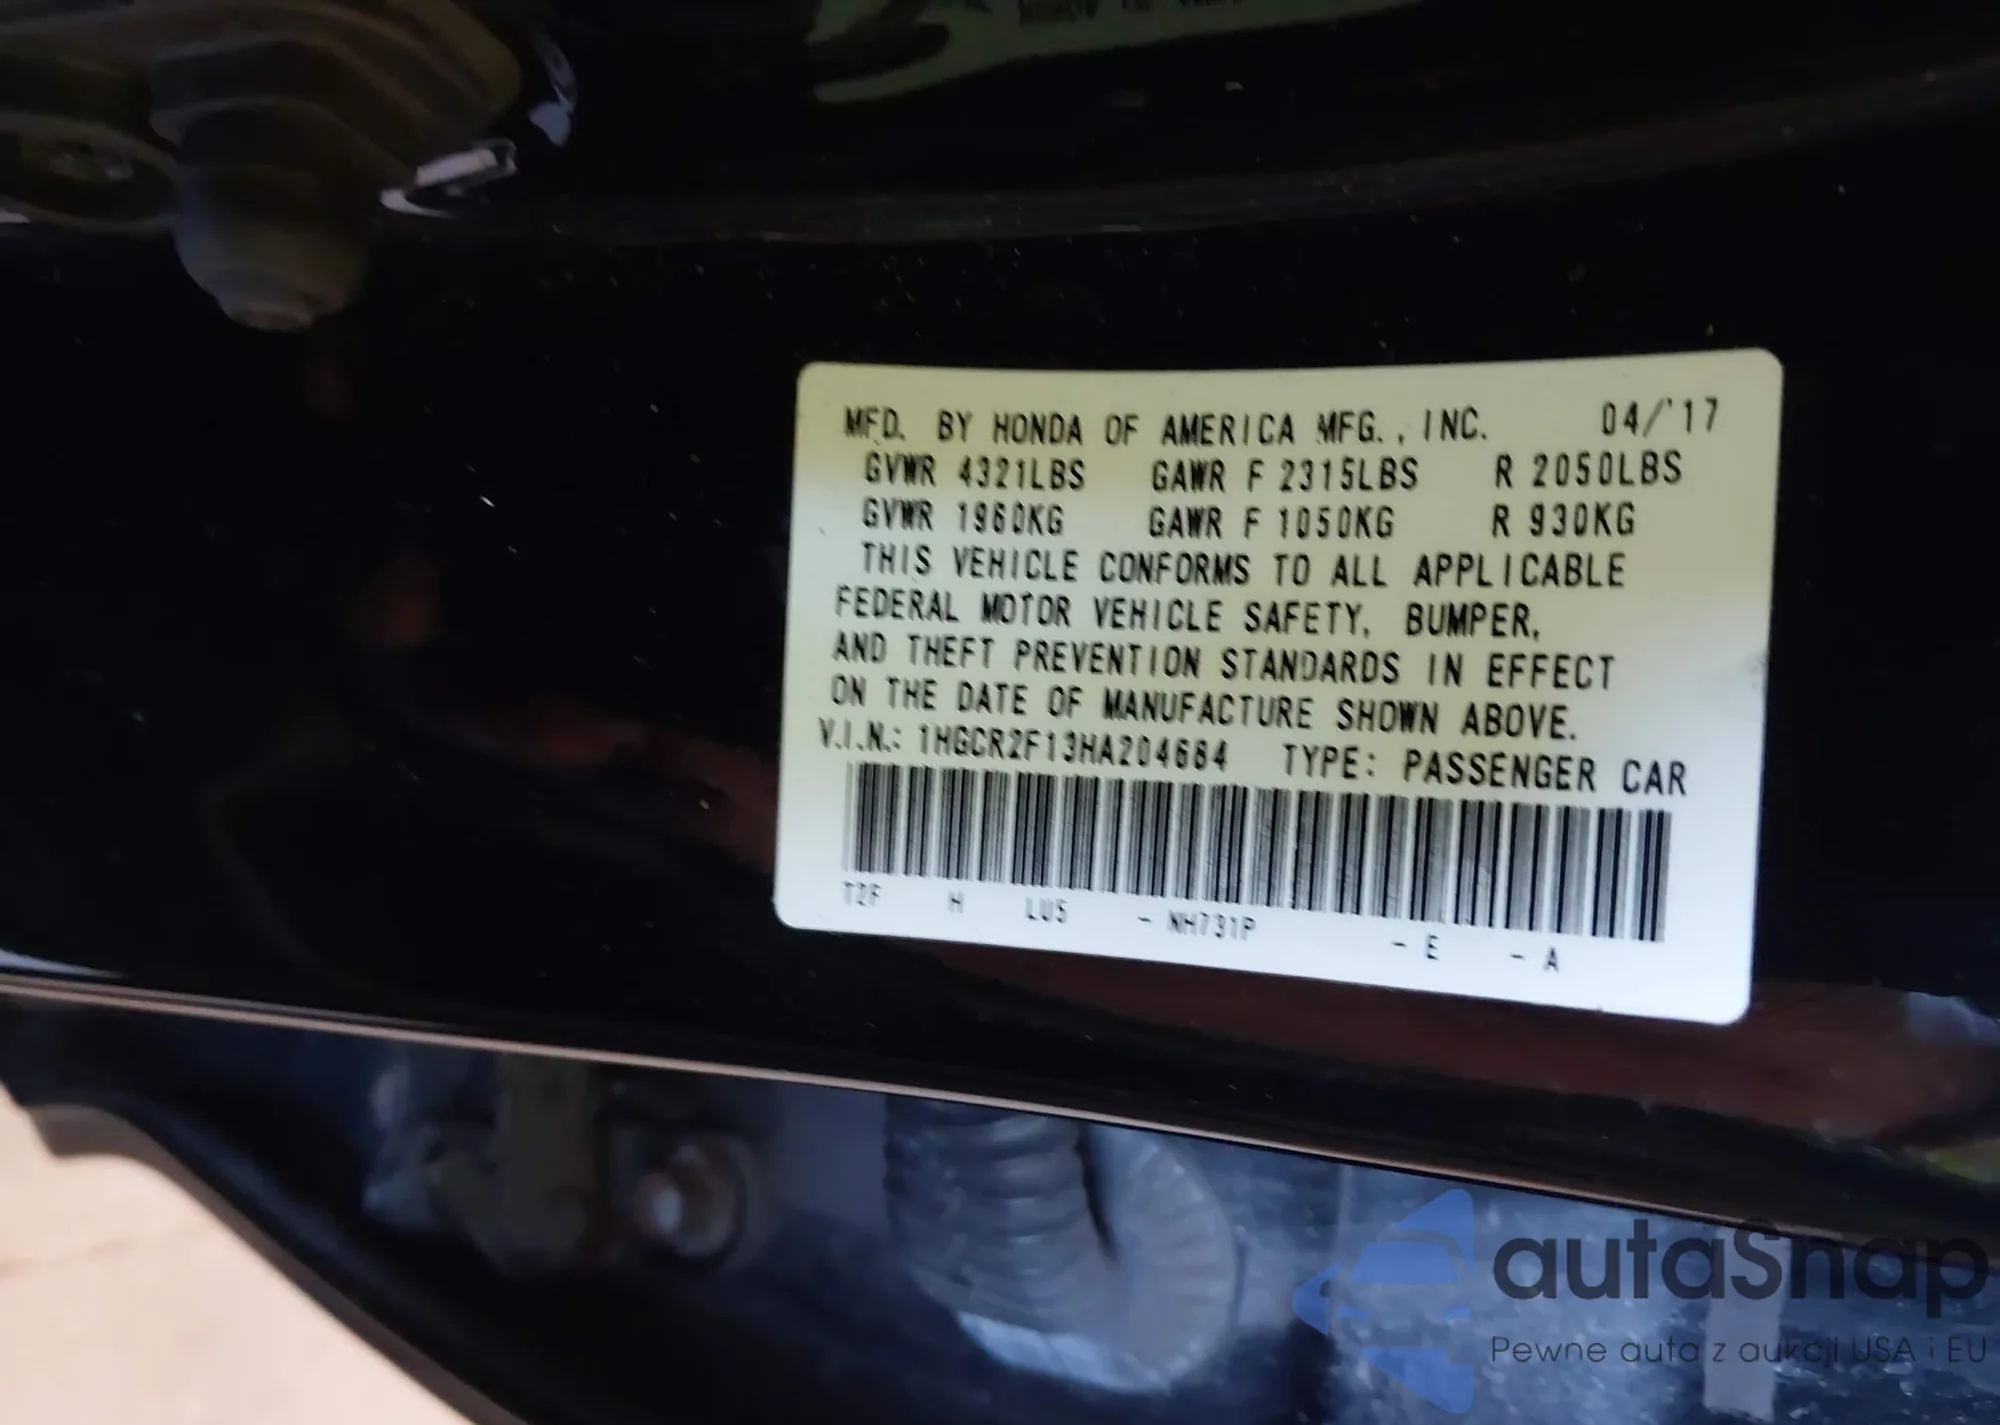 MFD. BY HONDA OF AMERICA MFG., INC. 04/'17
GVWR 4321LBS GAWR F 2315LBS R 2050LBS
GVWR 1960KG GAWR F 1050KG R 930KG
THIS VEHICLE CONFORMS TO ALL APPLICABLE
FEDERAL MOTOR VEHICLE SAFETY, BUMPER,
AND THEFT PREVENTION STANDARDS IN EFFECT
ON THE DATE OF MANUFACTURE SHOWN ABOVE.
V.I.N.: 1HGCR2F13HA204684 TYPE: PASSENGER CAR
T2F H LU5 - NH731P - E - A
autaSnap
Pewne auta z aukcji USA i EU